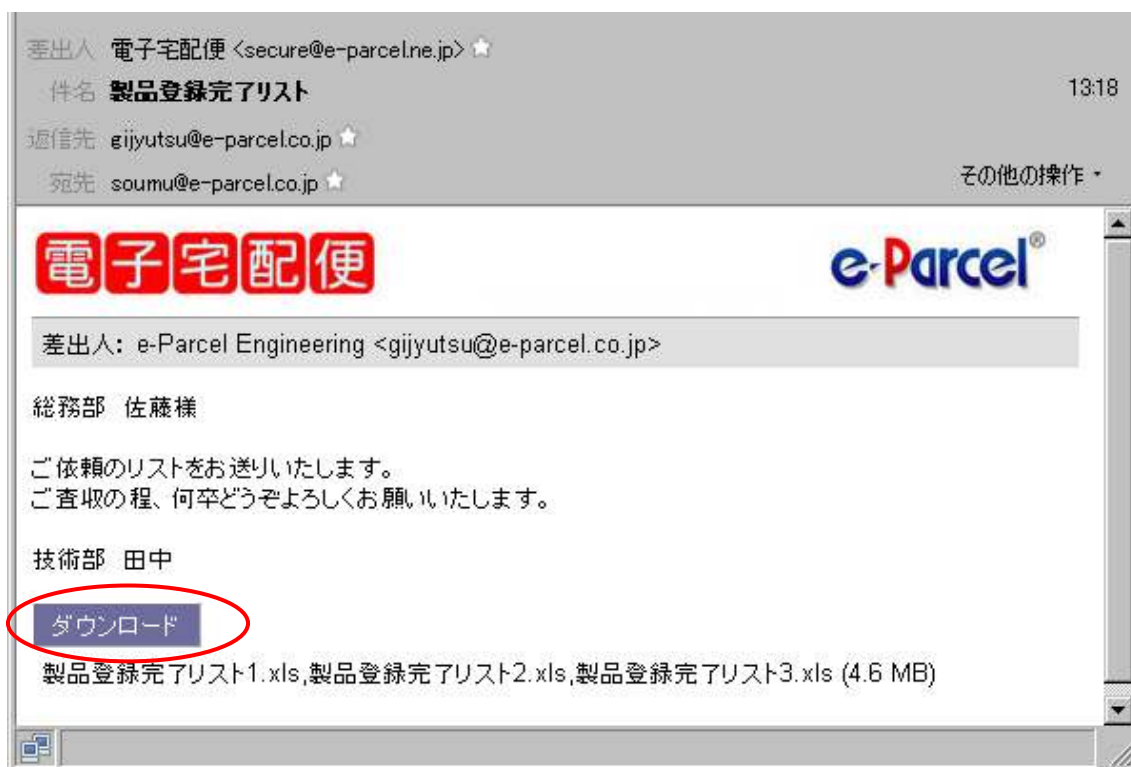 差出人 電子宅配便 <secure@e-parcel.ne.jp>
件名 製品登録完了リスト 13:18
返信先 gijyutsu@e-parcel.co.jp
宛先 soumu@e-parcel.co.jp その他の操作
電子宅配便 e-Parcel®
差出人: e-Parcel Engineering <gijyutsu@e-parcel.co.jp>
総務部 佐藤様
ご依頼のリストをお送りいたします。
ご査収の程、何卒どうぞよろしくお願いいたします。
技術部 田中
ダウンロード
製品登録完了リスト1.xls,製品登録完了リスト2.xls,製品登録完了リスト3.xls (4.6 MB)